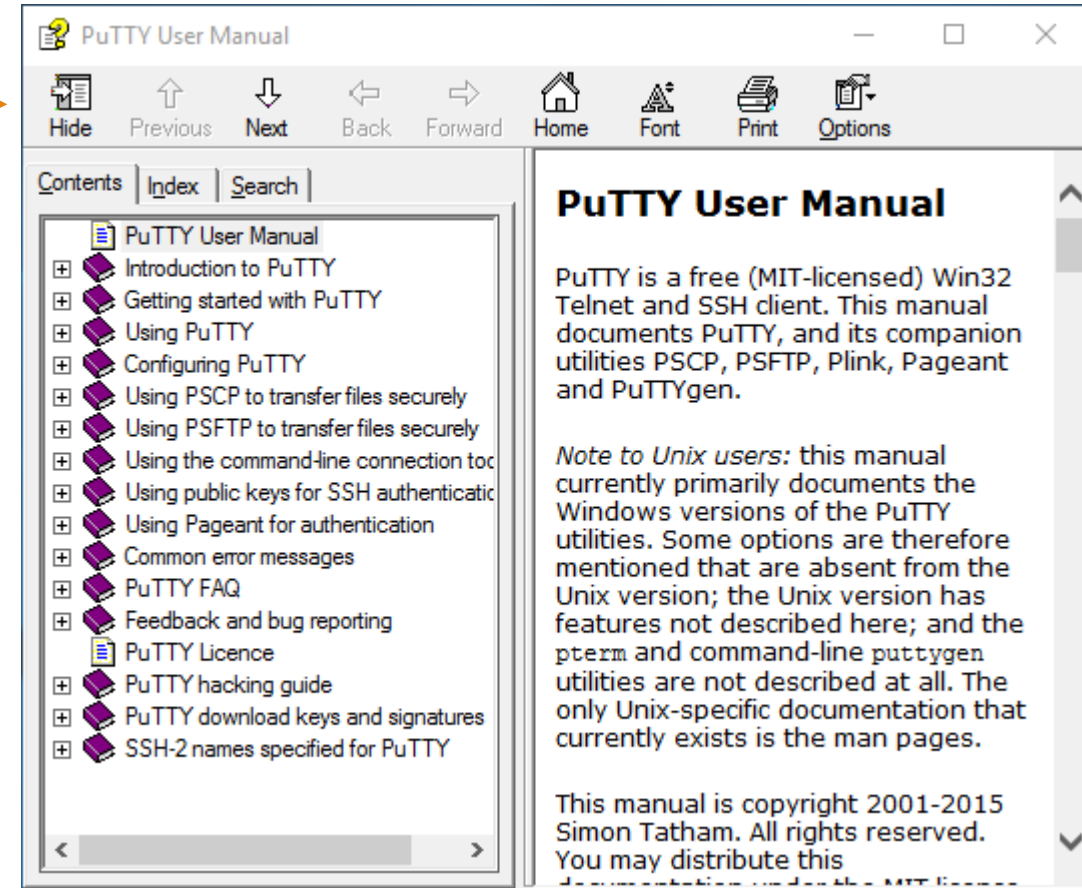 PuTTY User Manual
Hide Previous Next Back Forward Home Font Print Options
Contents Index Search
PuTTY User Manual
Introduction to PuTTY
Getting started with PuTTY
Using PuTTY
Configuring PuTTY
Using PSCP to transfer files securely
Using PSFTP to transfer files securely
Using the command-line connection toc
Using public keys for SSH authenticatic
Using Pageant for authentication
Common error messages
PuTTY FAQ
Feedback and bug reporting
PuTTY Licence
PuTTY hacking guide
PuTTY download keys and signatures
SSH-2 names specified for PuTTY
PuTTY User Manual
PuTTY is a free (MIT-licensed) Win32
Telnet and SSH client. This manual
documents PuTTY, and its companion
utilities PSCP, PSFTP, Plink, Pageant
and PuTTYgen.
Note to Unix users: this manual
currently primarily documents the
Windows versions of the PuTTY
utilities. Some options are therefore
mentioned that are absent from the
Unix version; the Unix version has
features not described here; and the
pterm and command-line puttygen
utilities are not described at all. The
only Unix-specific documentation that
currently exists is the man pages.
This manual is copyright 2001-2015
Simon Tatham. All rights reserved.
You may distribute this
documentation under the MIT licence